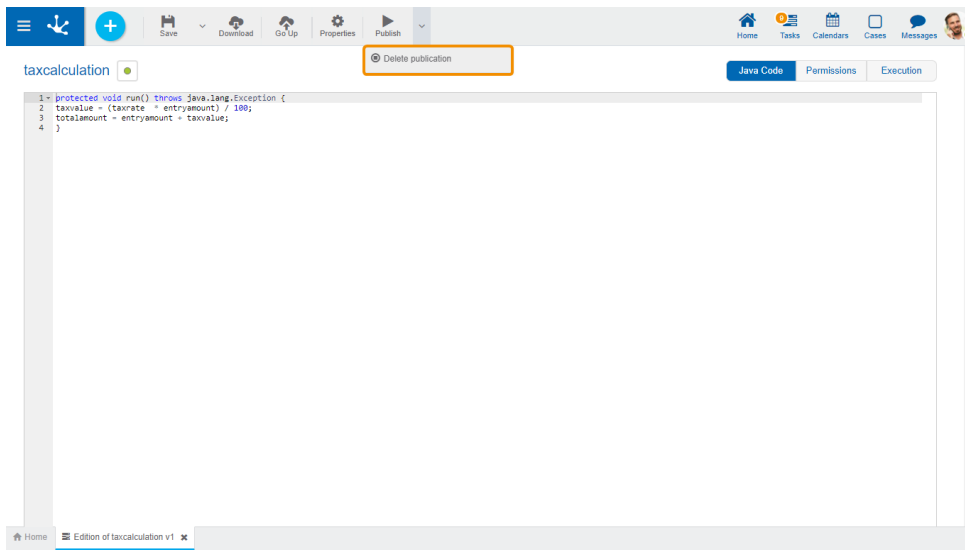 Save
Download
Go Up
Properties
Publish
Home
9
Tasks
Calendars
Cases
Messages
Delete publication
taxcalculation
Java Code
Permissions
Execution
1 protected void run() throws java.lang.Exception {
2 taxvalue = (taxrate * entryamount) / 100;
3 totalamount = entryamount + taxvalue;
4 }
Home
Edition of taxcalculation v1